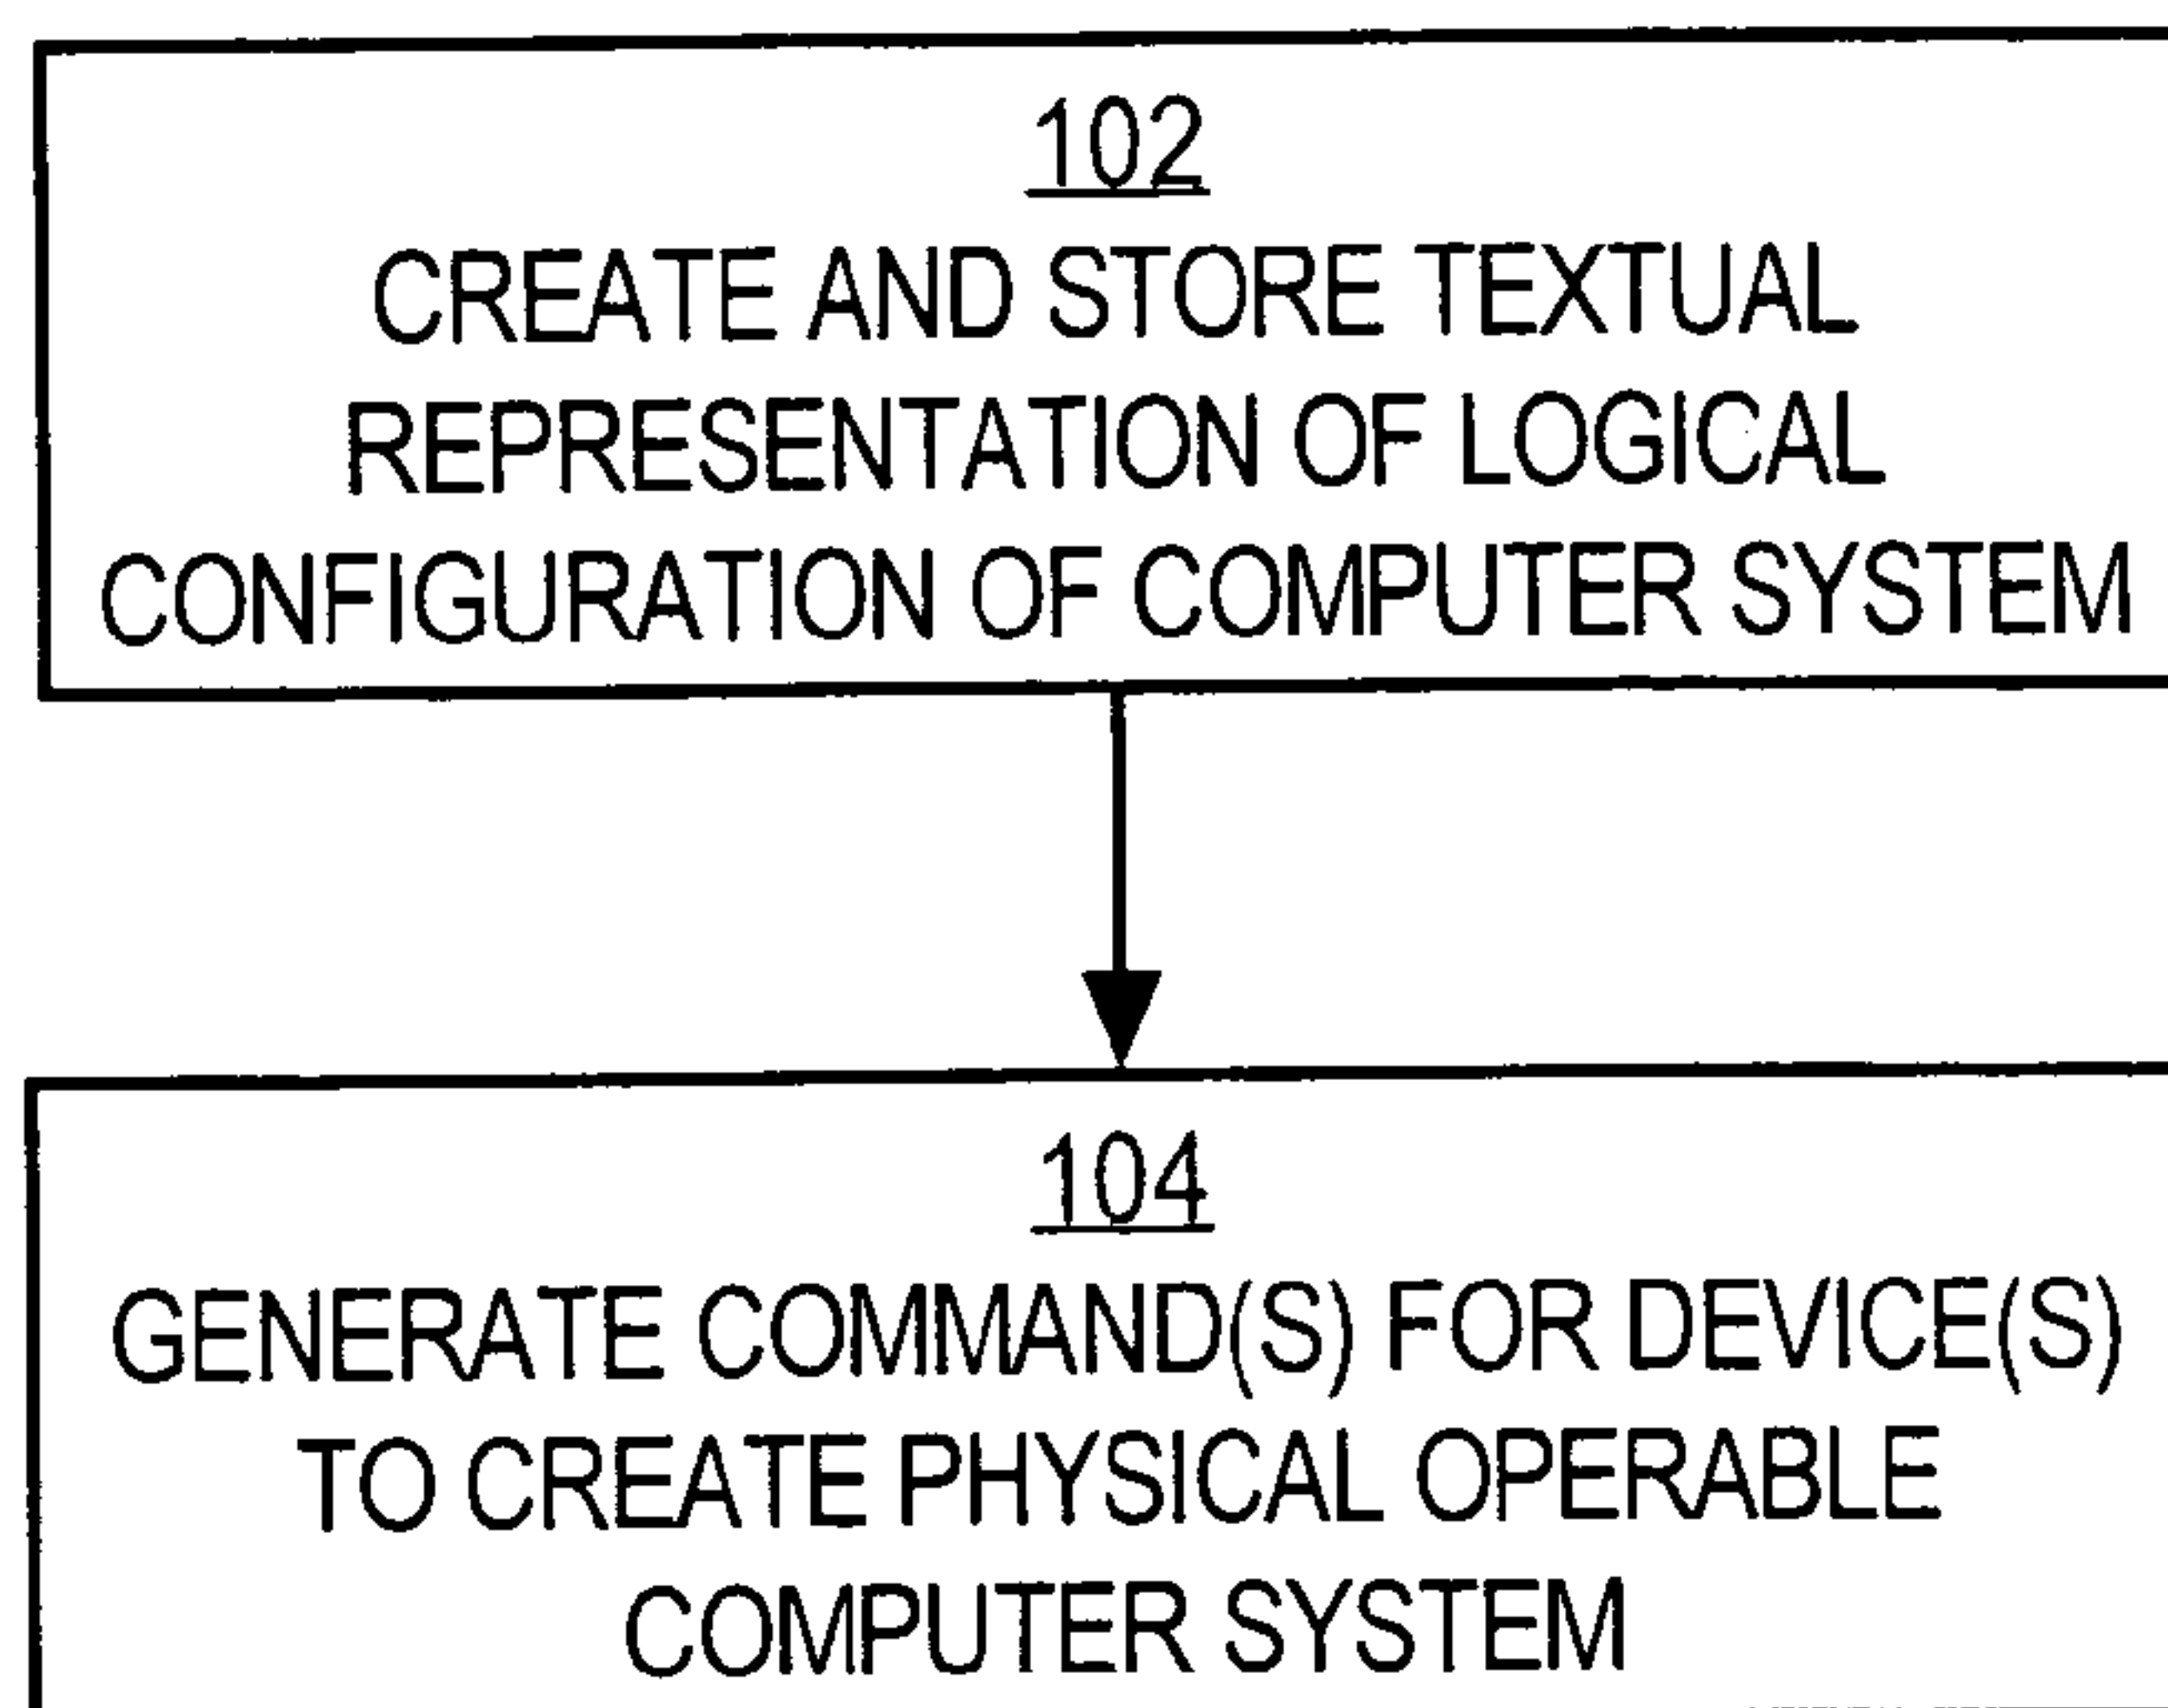 102
CREATE AND STORE TEXTUAL
REPRESENTATION OF LOGICAL
CONFIGURATION OF COMPUTER SYSTEM
104
GENERATE COMMAND(S) FOR DEVICE(S)
TO CREATE PHYSICAL OPERABLE
COMPUTER SYSTEM